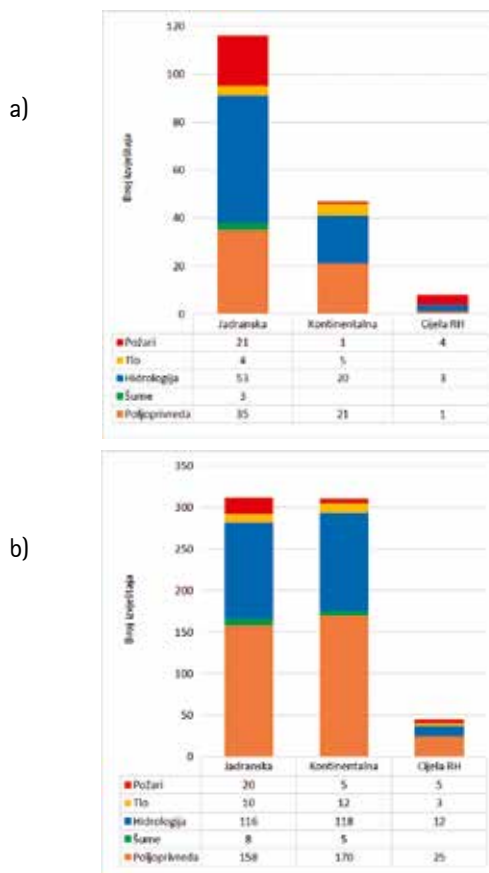 a)
120
100
80
60
40
20
0
Broj izvještaja
Jadranska Kontinentalna Cijela RH
Požari 21 1 4
Tlo 4 5
Hidrologija 53 20 3
Šume 3
Poljoprivreda 35 21 1
b)
350
300
250
200
150
100
50
0
Broj izvještaja
Jadranska Kontinentalna Cijela RH
Požari 20 5 5
Tlo 10 12 3
Hidrologija 116 118 12
Šume 8 5
Poljoprivreda 158 170 25